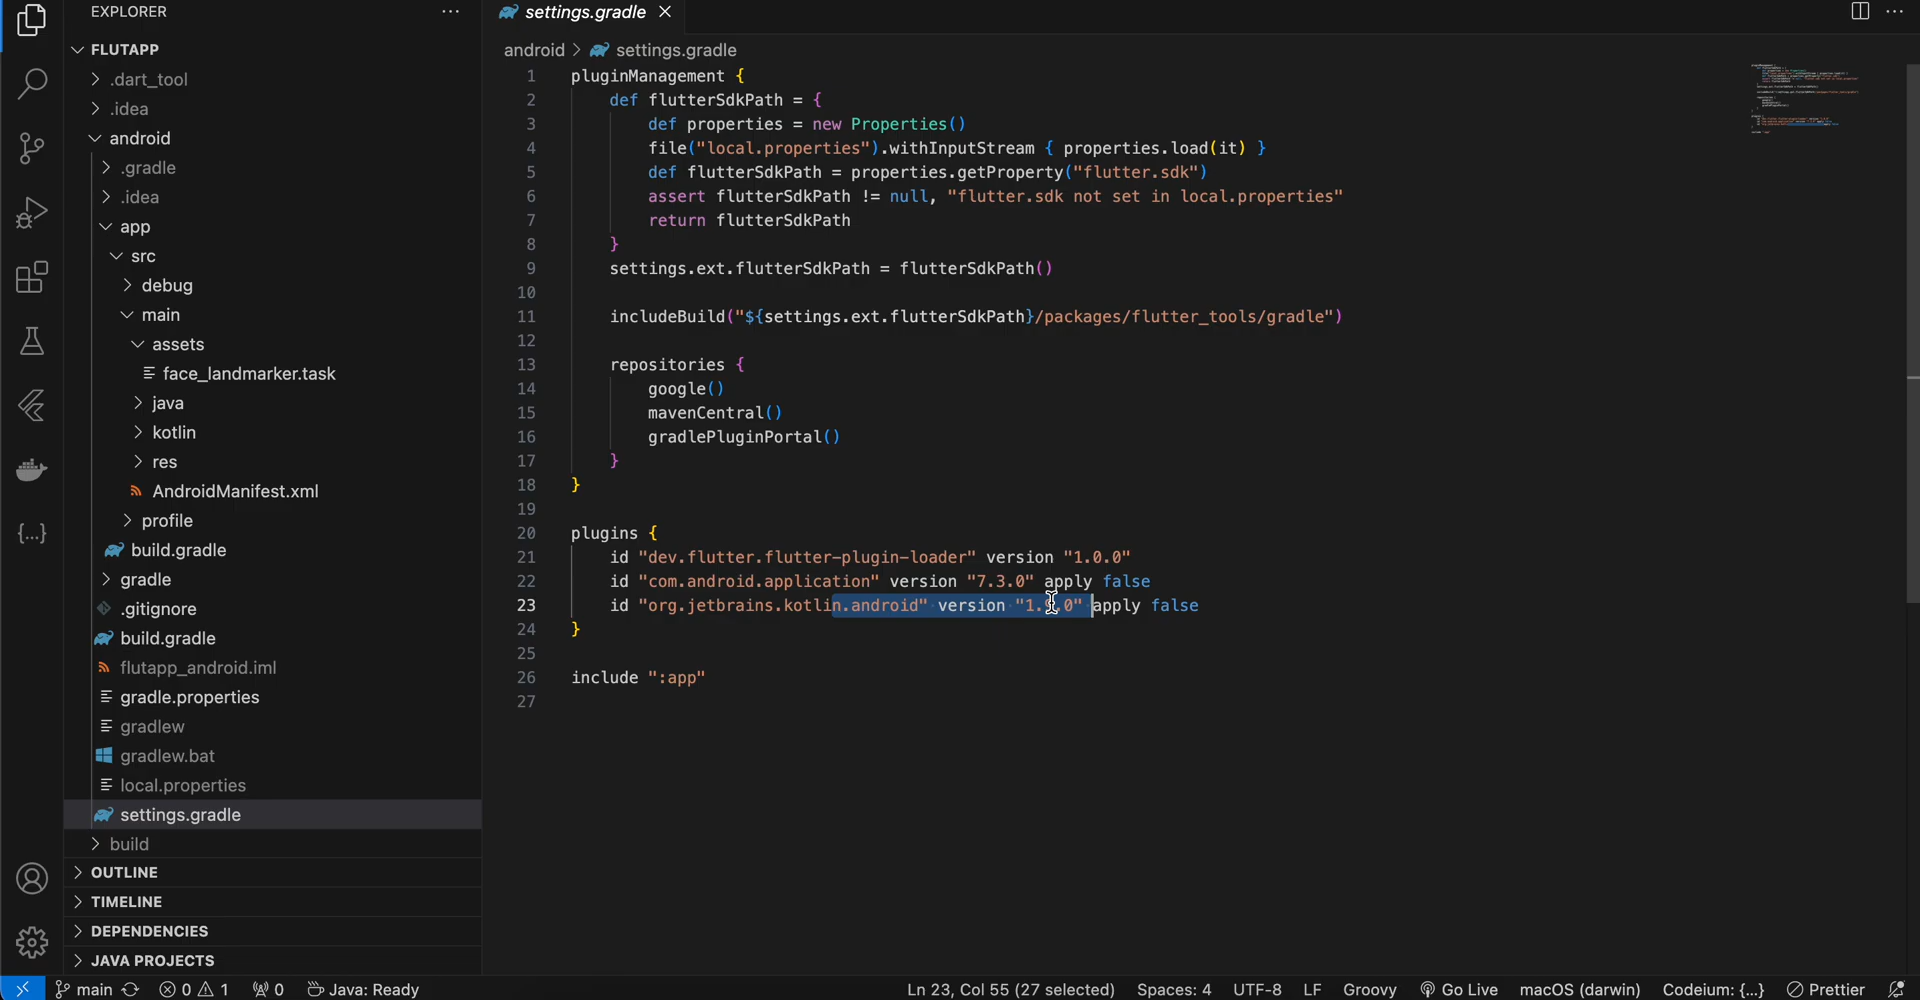 EXPLORER
FLUTAPP
.dart_tool
.idea
android
.gradle
.idea
app
src
debug
main
assets
face_landmarker.task
java
kotlin
res
AndroidManifest.xml
profile
build.gradle
gradle
.gitignore
build.gradle
flutapp_android.iml
gradle.properties
gradlew
gradlew.bat
local.properties
settings.gradle
build
OUTLINE
TIMELINE
DEPENDENCIES
JAVA PROJECTS
settings.gradle
android > settings.gradle
1 pluginManagement {
2 def flutterSdkPath = {
3 def properties = new Properties()
4 file("local.properties").withInputStream { properties.load(it) }
5 def flutterSdkPath = properties.getProperty("flutter.sdk")
6 assert flutterSdkPath != null, "flutter.sdk not set in local.properties"
7 return flutterSdkPath
8 }
9 settings.ext.flutterSdkPath = flutterSdkPath()
10
11 includeBuild("${settings.ext.flutterSdkPath}/packages/flutter_tools/gradle")
12
13 repositories {
14 google()
15 mavenCentral()
16 gradlePluginPortal()
17 }
18 }
19
20 plugins {
21 id "dev.flutter.flutter-plugin-loader" version "1.0.0"
22 id "com.android.application" version "7.3.0" apply false
23 id "org.jetbrains.kotlin.android" version apply false
24 }
25
26 include ":app"
27
main 0 1 0 Java: Ready Ln 23, Col 55 (27 selected) Spaces: 4 UTF-8 LF Groovy Go Live macOS (darwin) Codeium: {...} Prettier